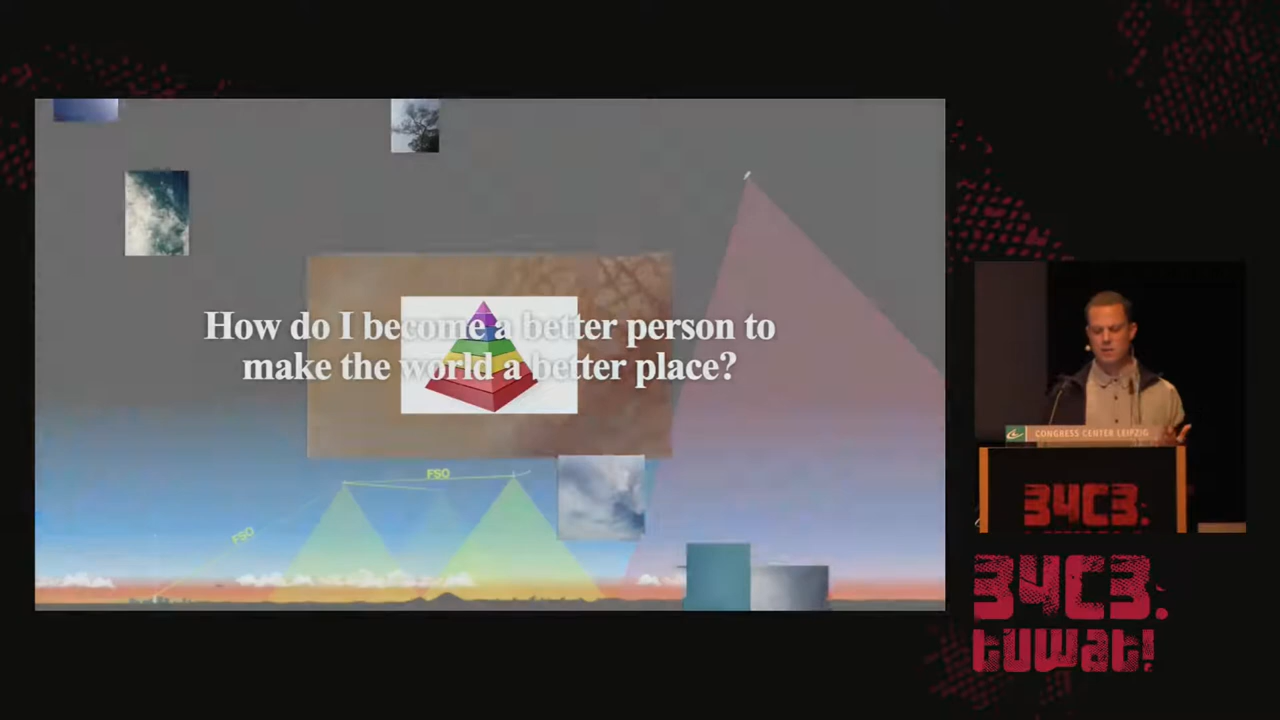 How do I become a better person to
make the world a better place?
FSO
FSO
CONGRESS CENTER LEIPZIG
34C3.
34C3.
tuwat!